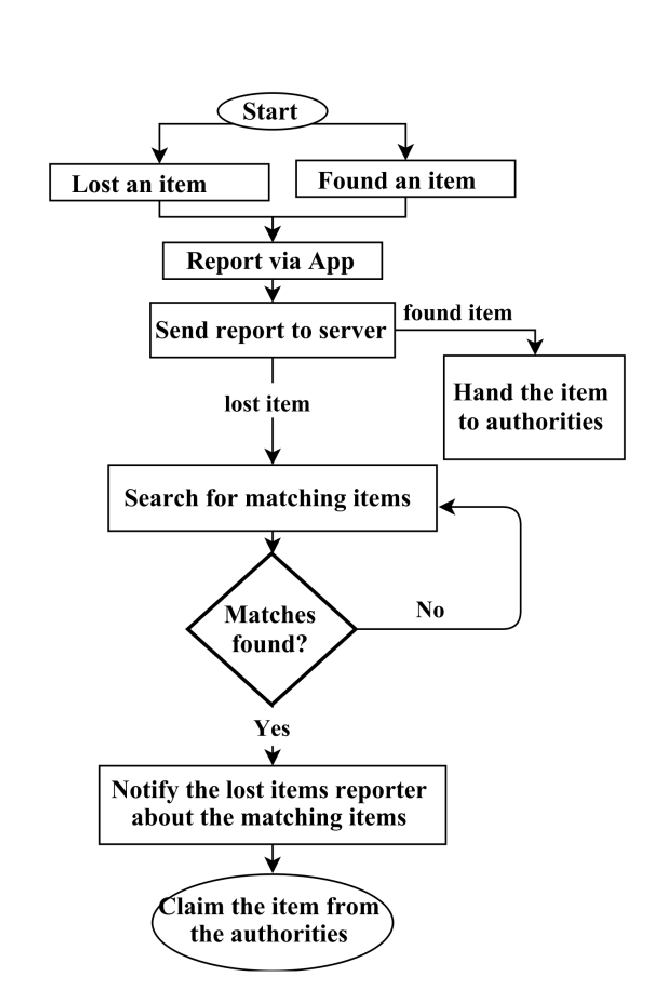 Start
Lost an item
Found an item
Report via App
Send report to server
found item
Hand the item
to authorities
lost item
Search for matching items
Matches
found?
No
Yes
Notify the lost items reporter
about the matching items
Claim the item from
the authorities